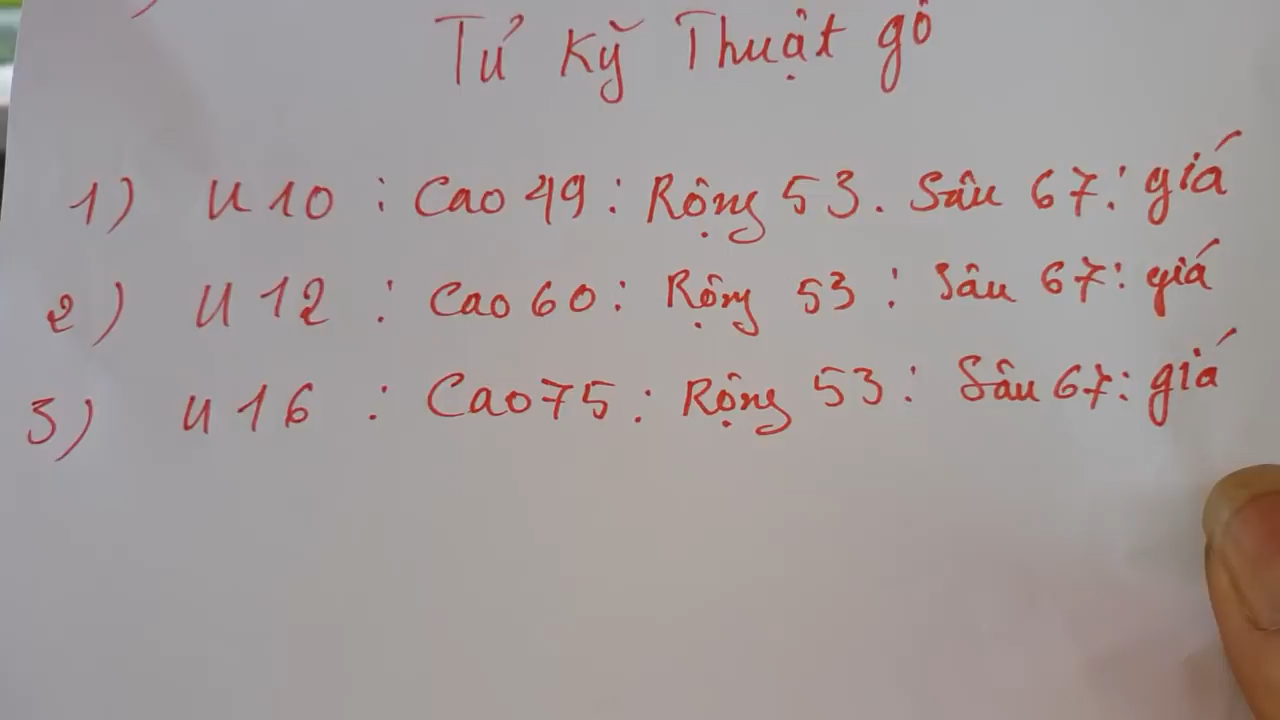 Tủ Kỹ Thuật gỗ
1) U10 : Cao 49 : Rộng 53. Sâu 67 : giá
2) U12 : Cao 60 : Rộng 53 : Sâu 67 : giá
3) U16 : Cao 75 : Rộng 53 : Sâu 67 : giá